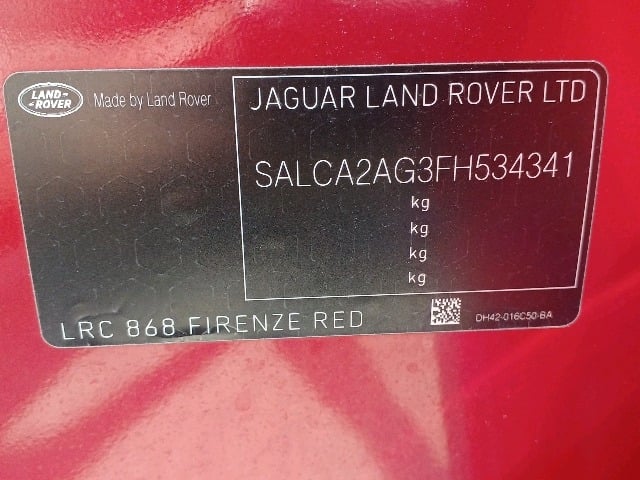 LAND-
-ROVER
Made by Land Rover
JAGUAR LAND ROVER LTD
SALCA2AG3FH534341
kg
kg
kg
kg
LRC 868 FIRENZE RED
DH42-016C50-BA